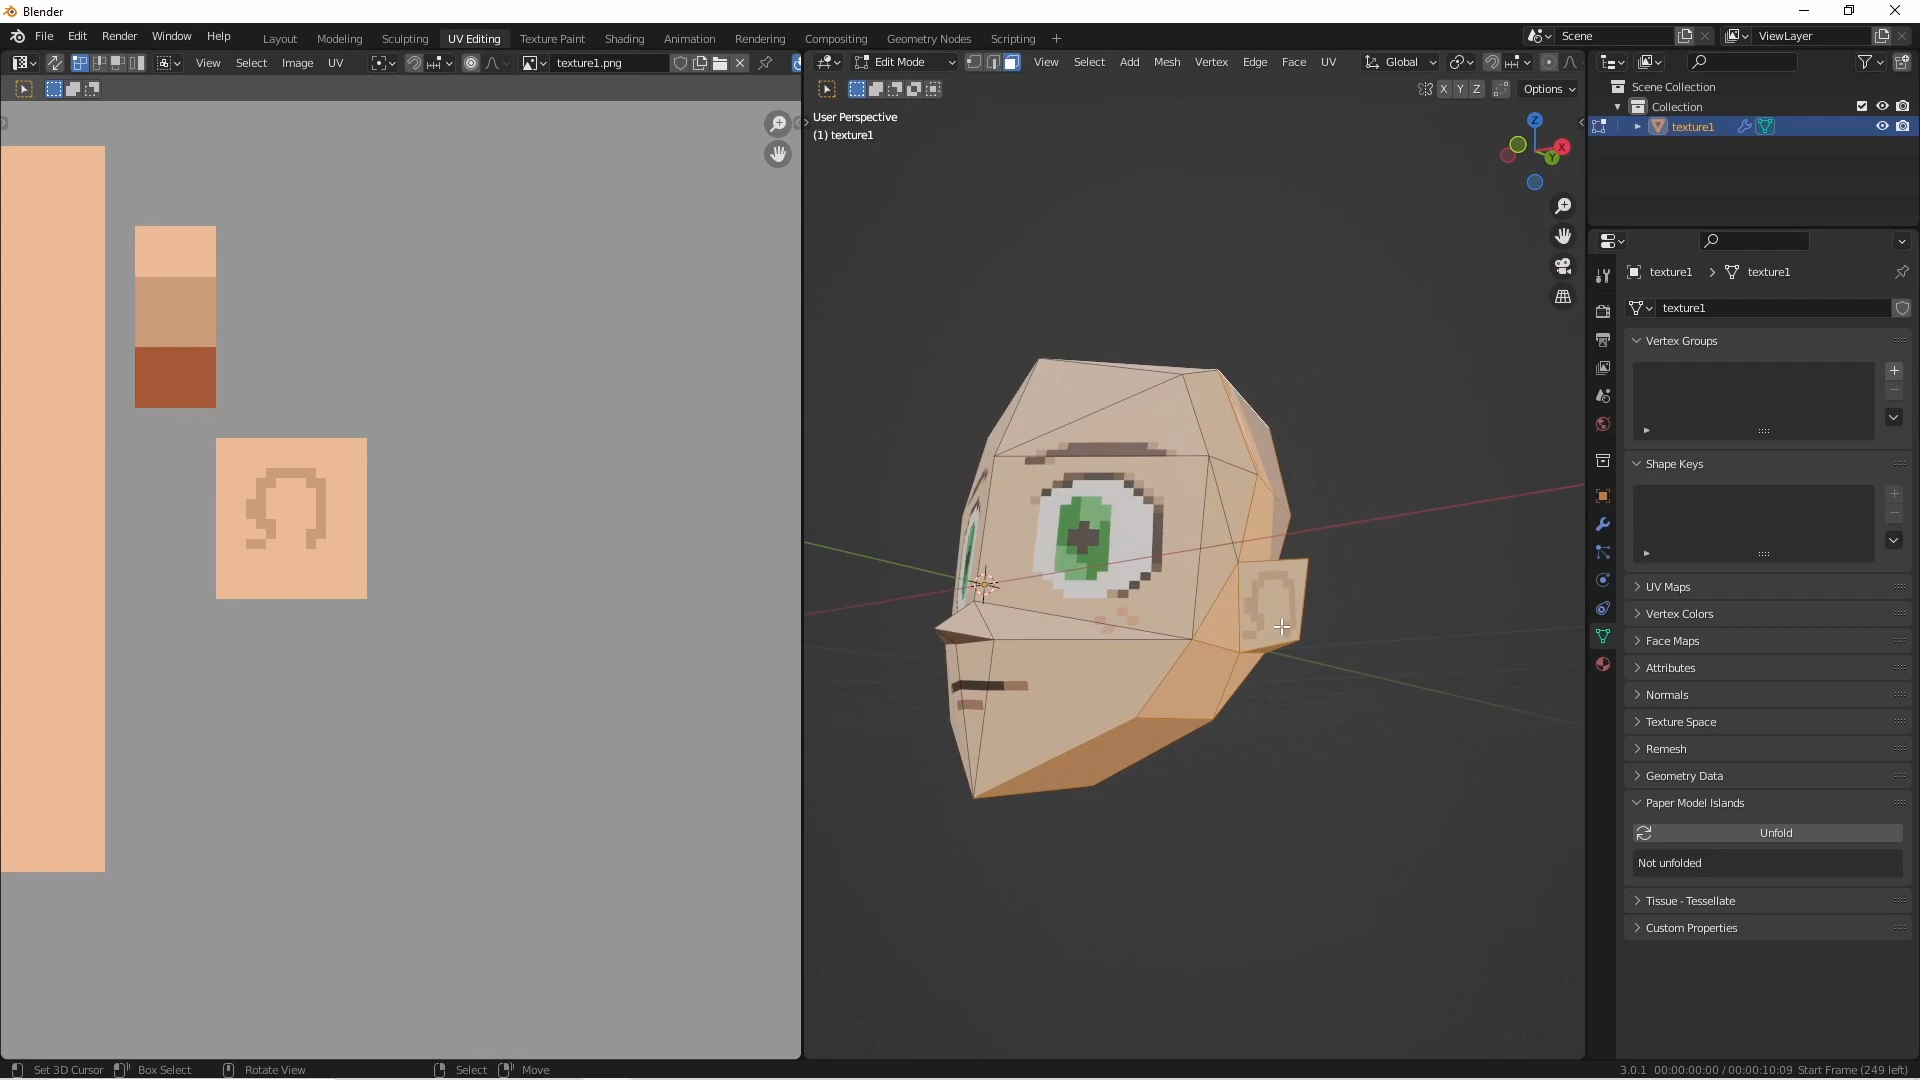 Blender
File Edit Render Window Help
Layout Modeling Sculpting UV Editing Texture Paint Shading Animation Rendering Compositing Geometry Nodes Scripting +
Scene
ViewLayer
View Select Image UV
texture1.png
Edit Mode
View Select Add Mesh Vertex Edge Face UV
Global
X Y Z
Options
User Perspective
(1) texture1
Z
X
Y
Scene Collection
Collection
texture1
texture1 > texture1
texture1
Vertex Groups
Shape Keys
UV Maps
Vertex Colors
Face Maps
Attributes
Normals
Texture Space
Remesh
Geometry Data
Paper Model Islands
Unfold
Not unfolded
Tissue - Tessellate
Custom Properties
Set 3D Cursor Box Select Rotate View Select Move
3.0.1 00:00:00:00 / 00:00:10:09 Start Frame (249 left)